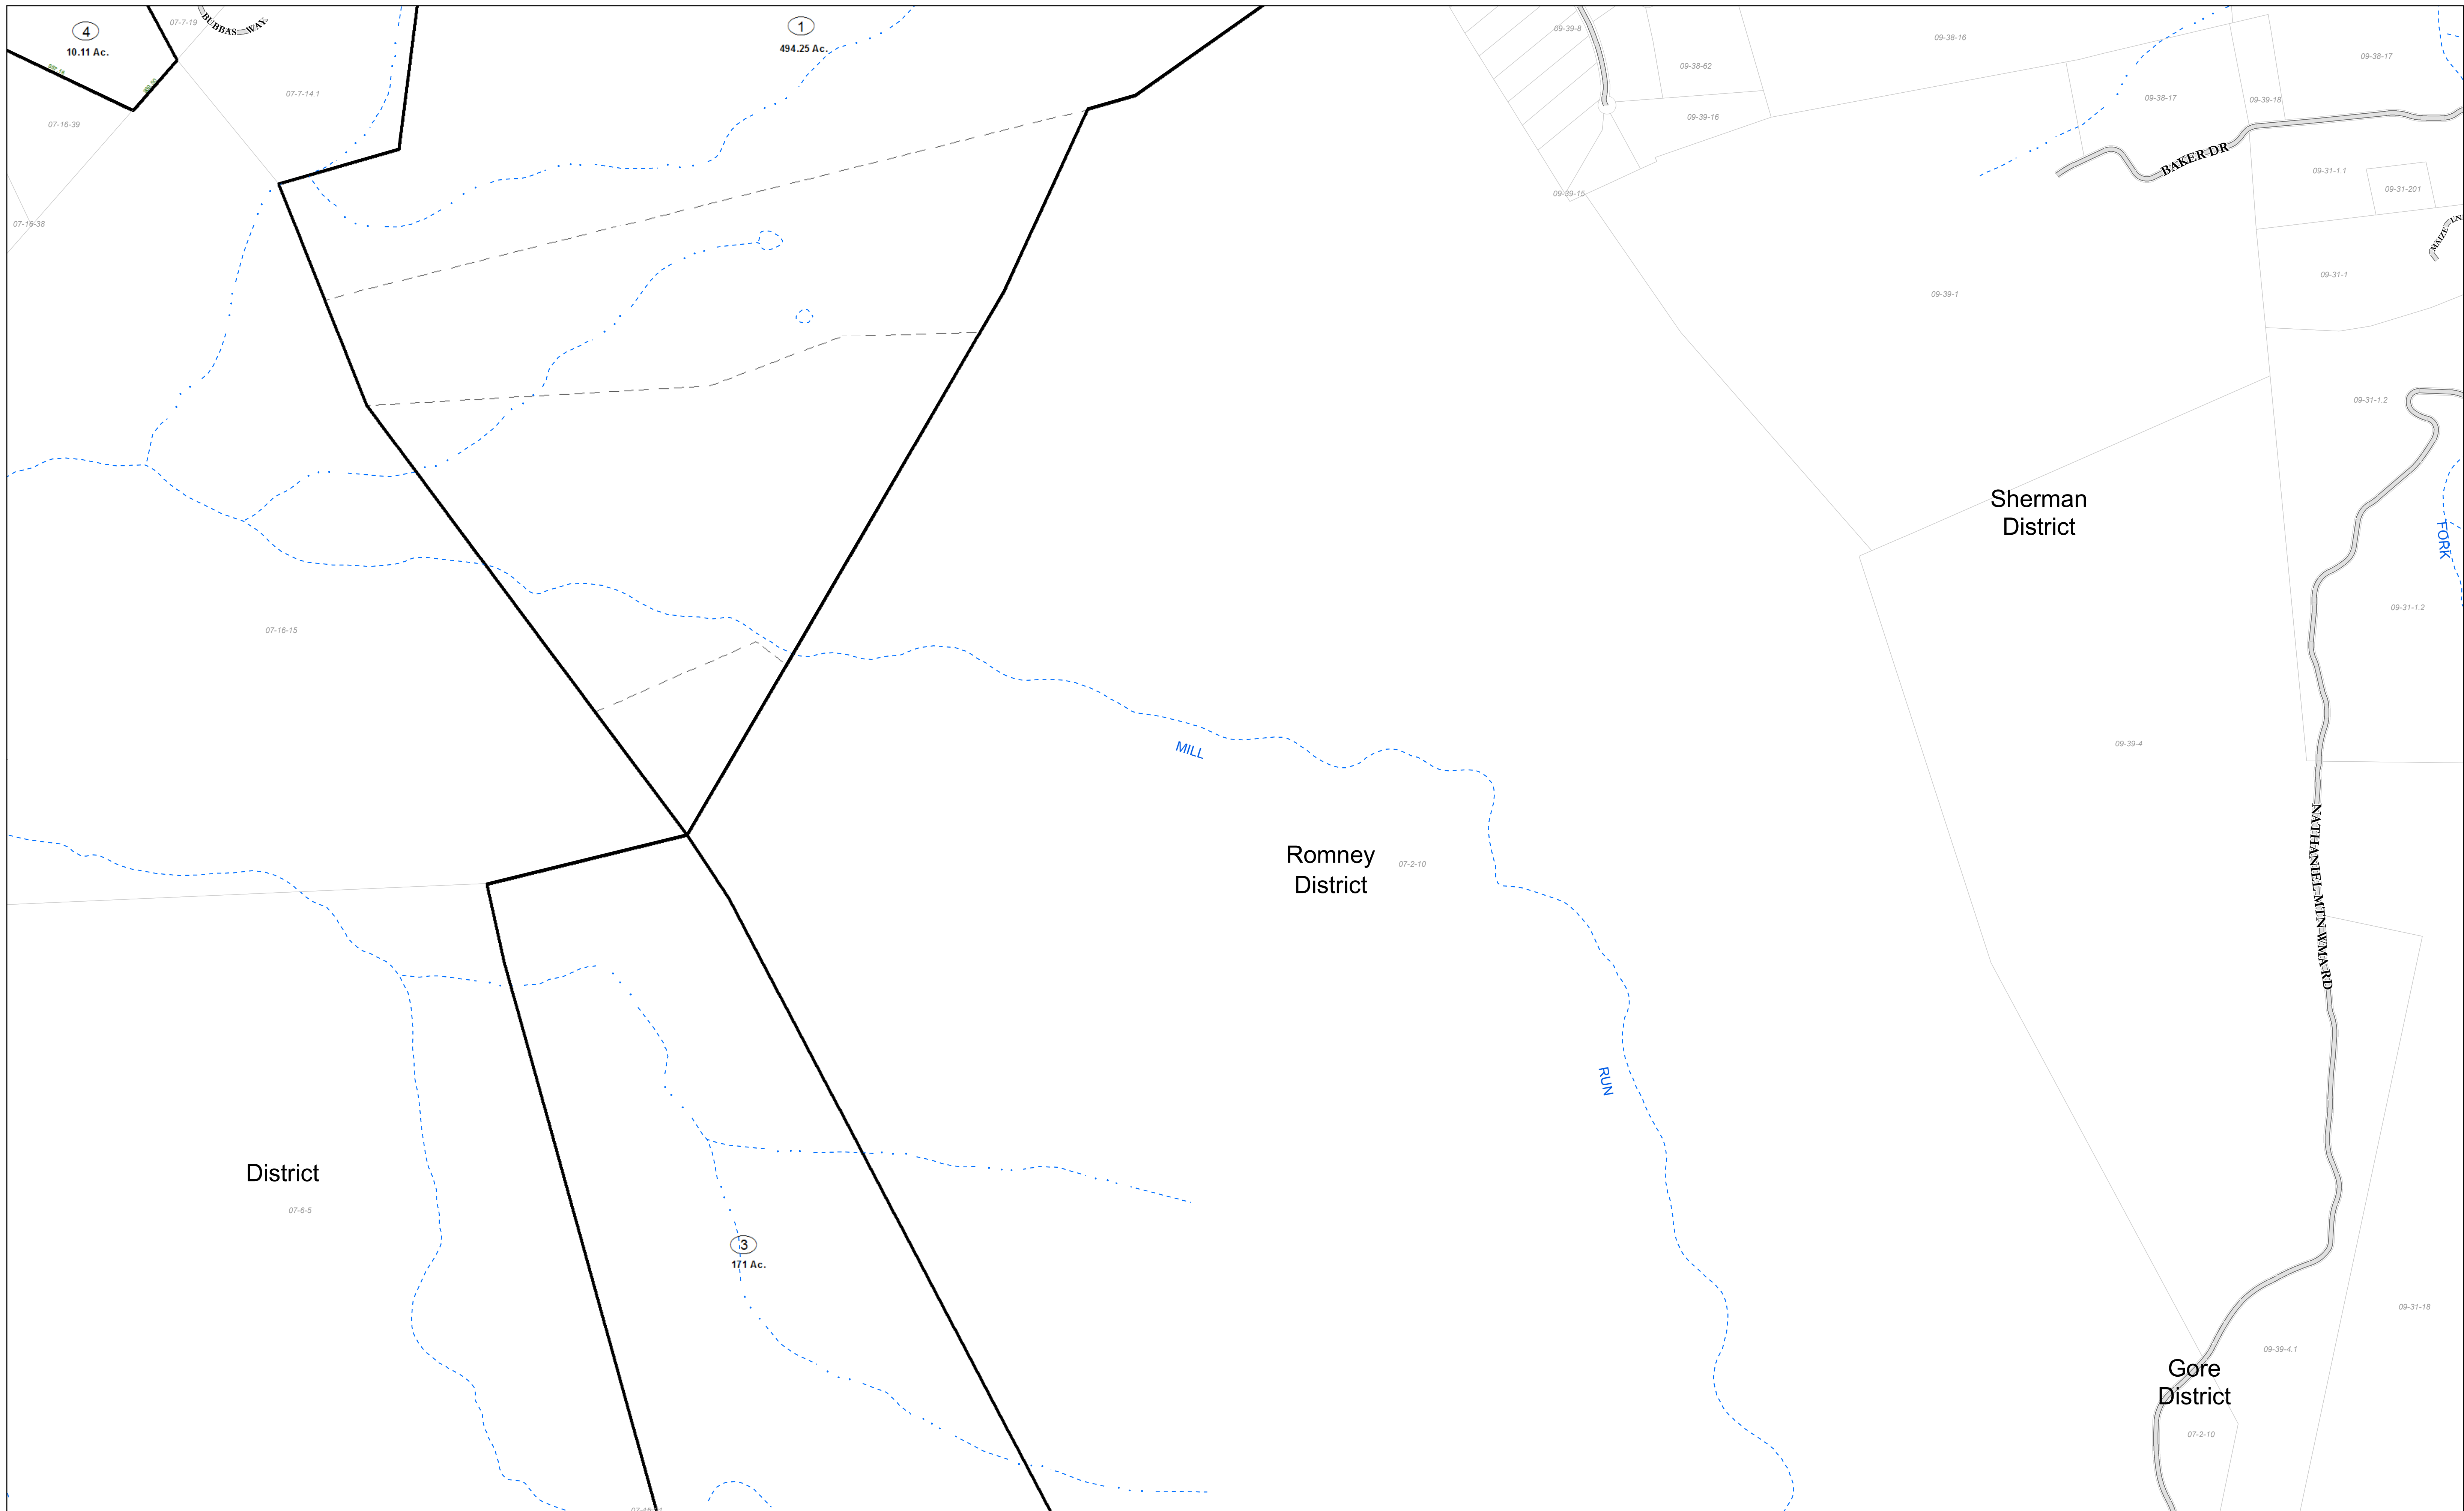 4
10.11 Ac.
07-7-19
BUBBAS WAY
1
494.25 Ac.
09-39-8
09-38-16
09-38-62
09-38-17
07-7-14.1
07-16-39
09-39-16
09-38-17
09-39-18
BAKER DR
09-31-1.1
09-31-201
09-39-15
07-16-38
MAIZE LN
09-31-1
09-39-1
09-31-1.2
Sherman
District
FORK
09-31-1.2
07-16-15
MILL
09-39-4
NATHANIEL MTN WMA RD
Romney
District
07-2-10
RUN
District
07-6-5
3
171 Ac.
09-31-18
09-39-4.1
Gore
District
07-2-10